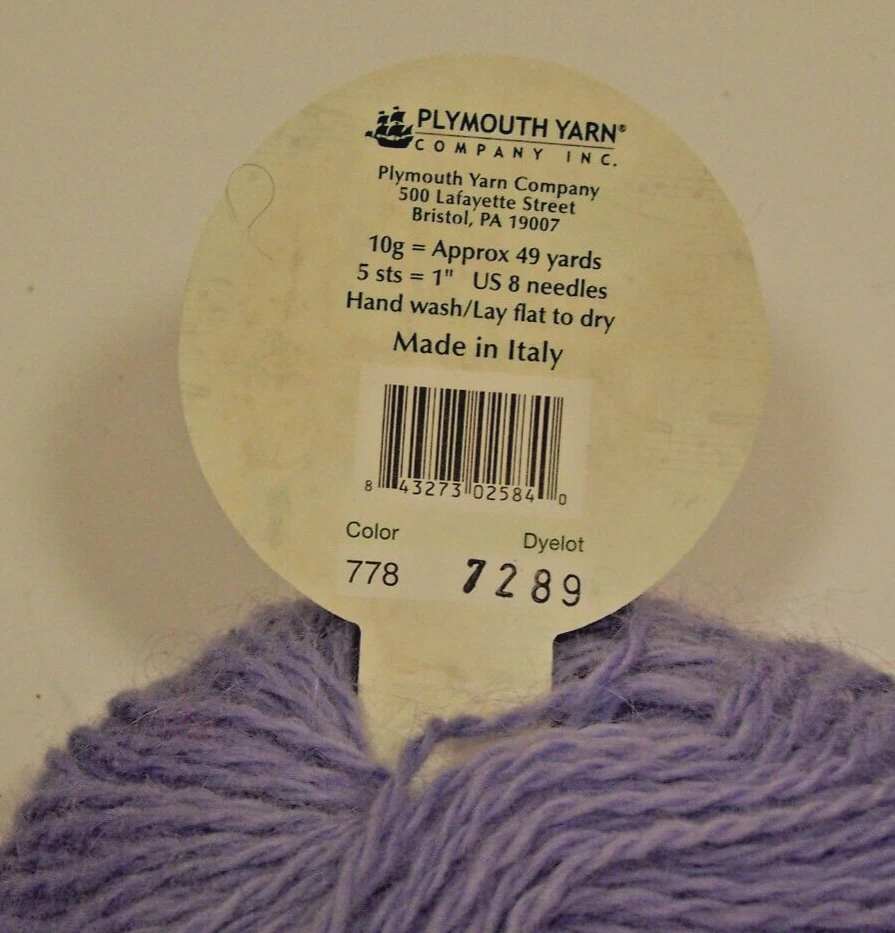 PLYMOUTH YARN®
COMPANY INC.
Plymouth Yarn Company
500 Lafayette Street
Bristol, PA 19007
10g = Approx 49 yards
5 sts = 1" US 8 needles
Hand wash/Lay flat to dry
Made in Italy
8 43273 02584 0
Color Dyelot
778 7289